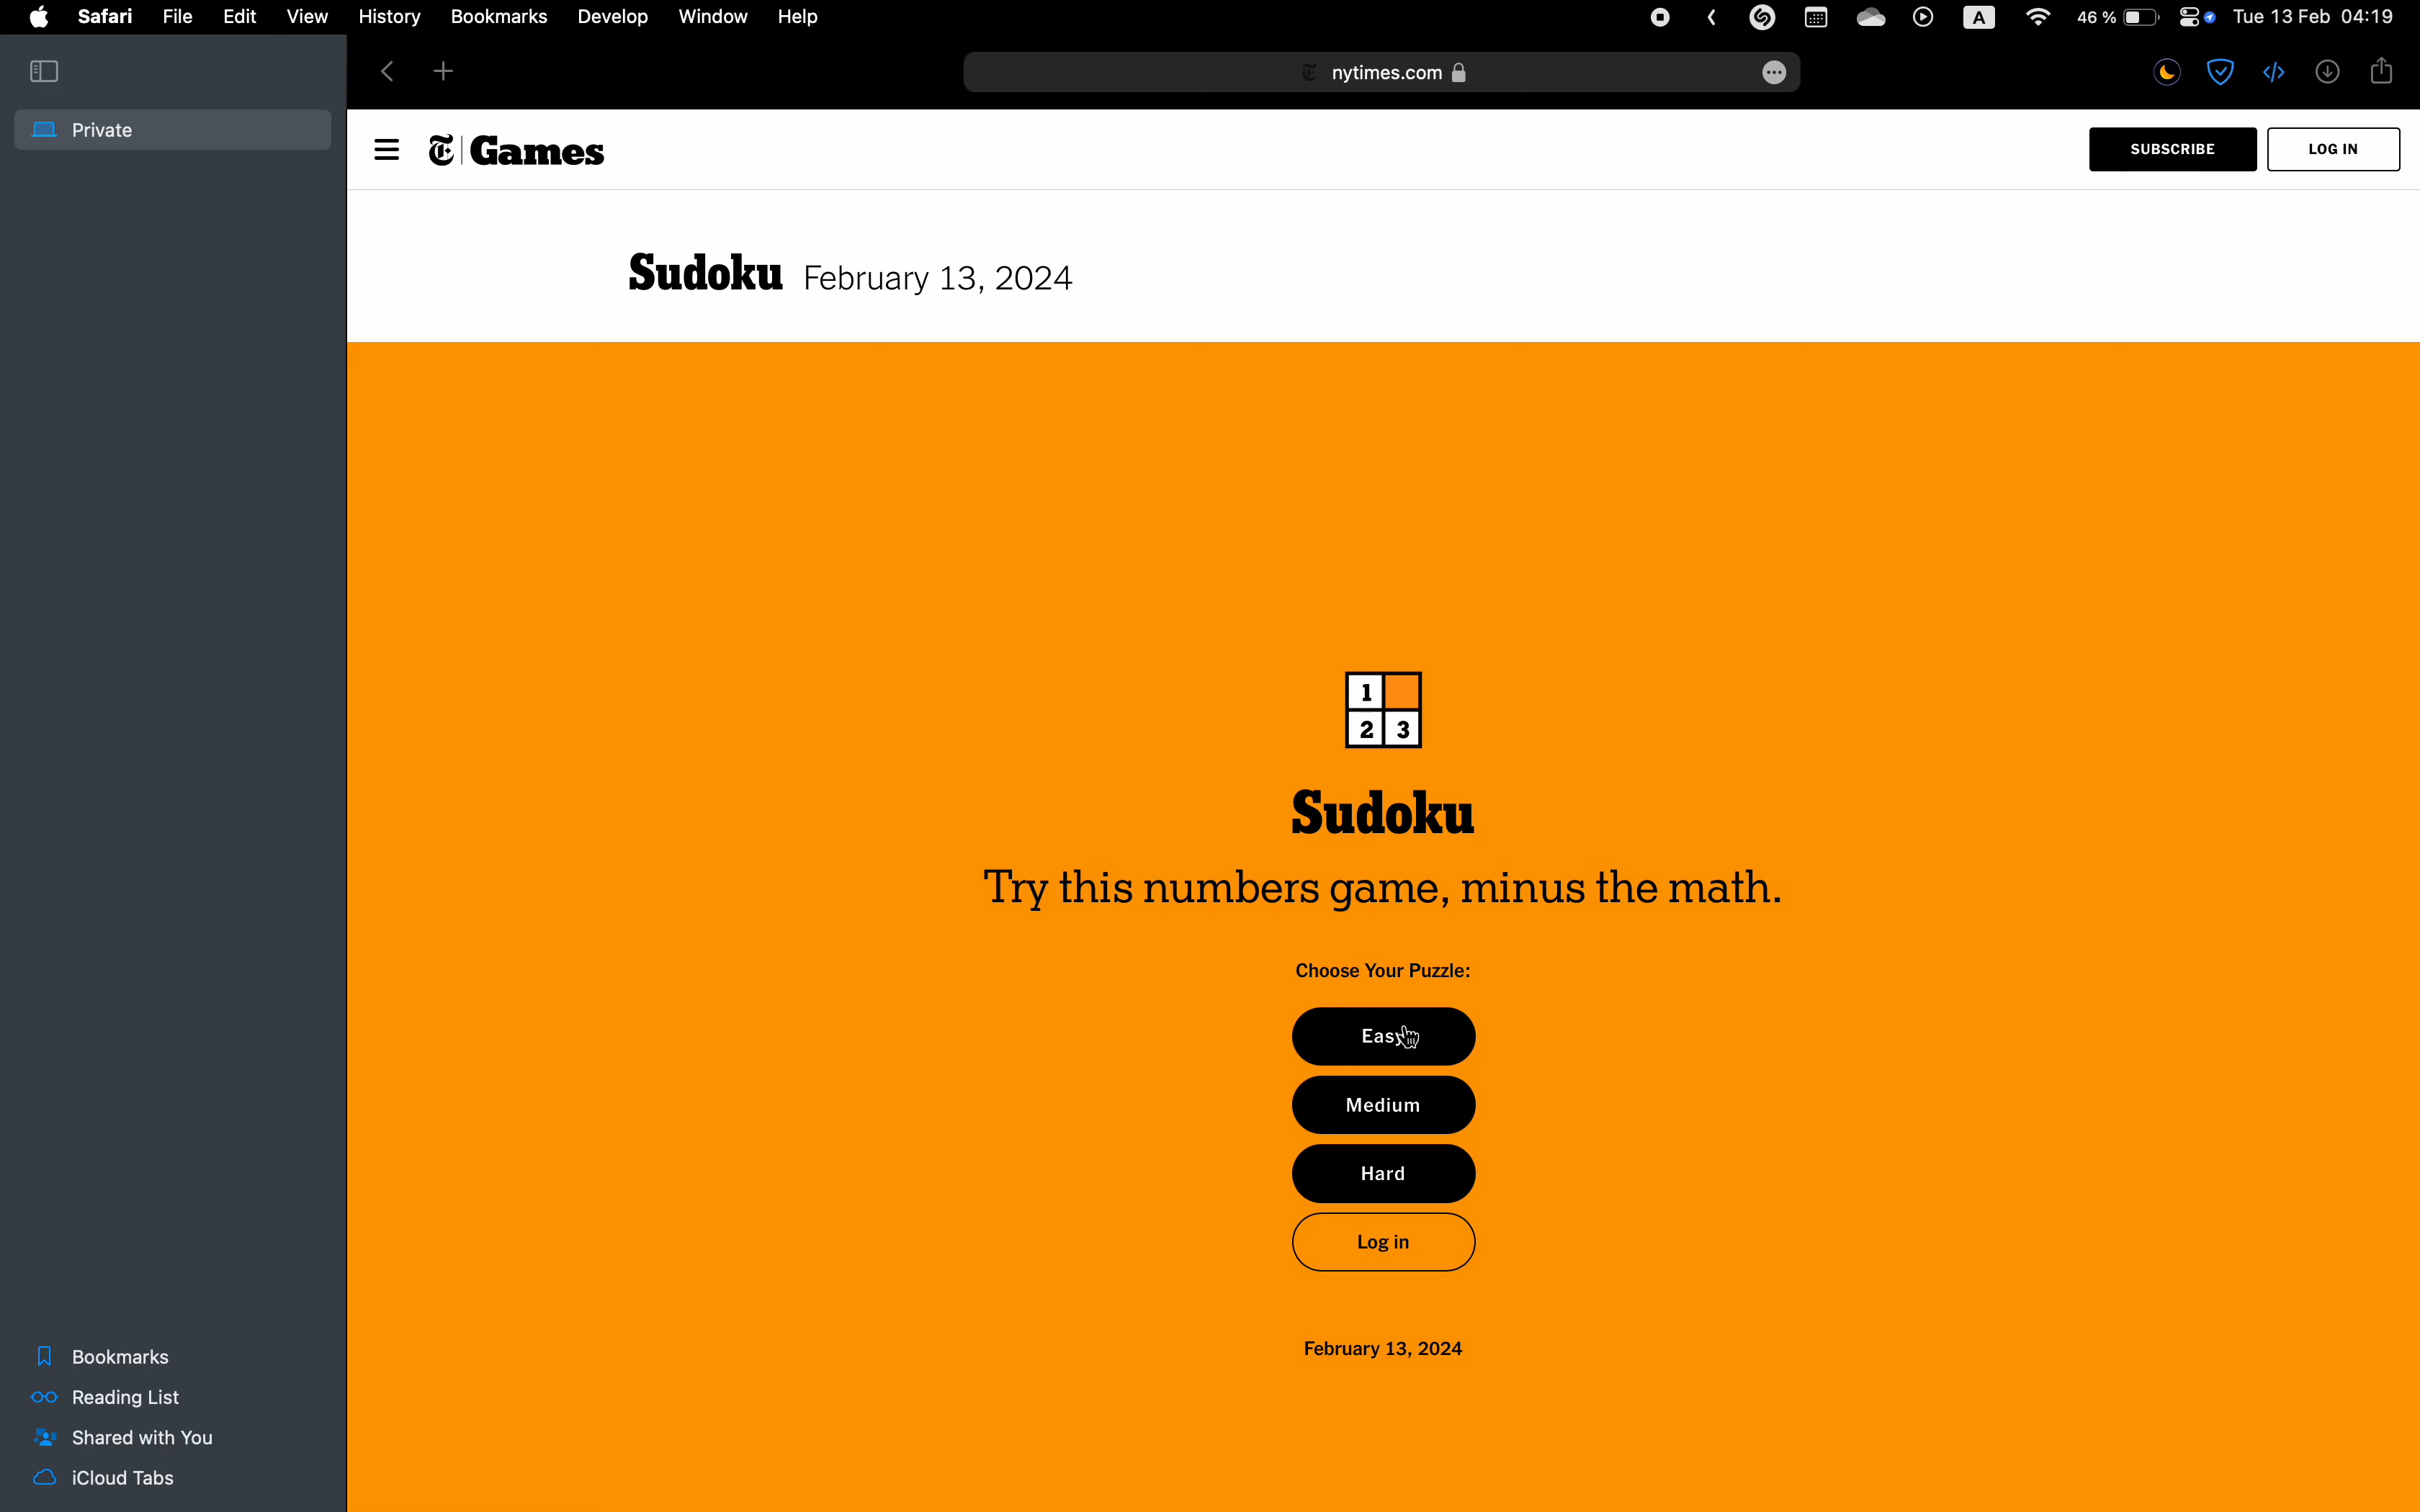 Safari File Edit View History Bookmarks Develop Window Help A 46 % Tue 13 Feb 04:19
nytimes.com
Private
T Games SUBSCRIBE LOG IN
Sudoku February 13, 2024
1
2 3
Sudoku
Try this numbers game, minus the math.
Choose Your Puzzle:
Easy
Medium
Hard
Log in
February 13, 2024
Bookmarks
Reading List
Shared with You
iCloud Tabs